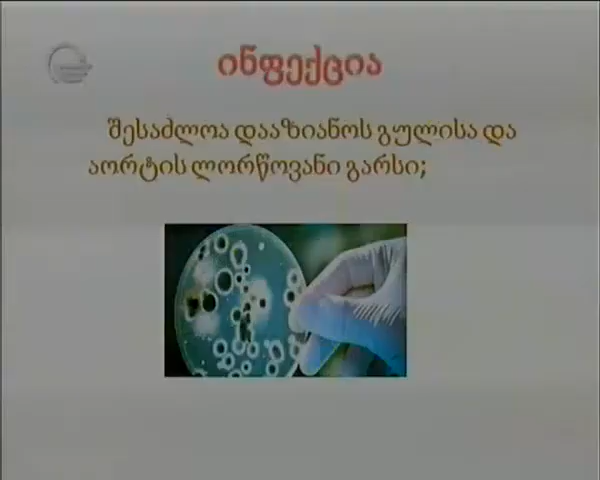 ინფექცია
შესაძლოა დააზიანოს გულისა და
აორტის ლორწოვანი გარსი;